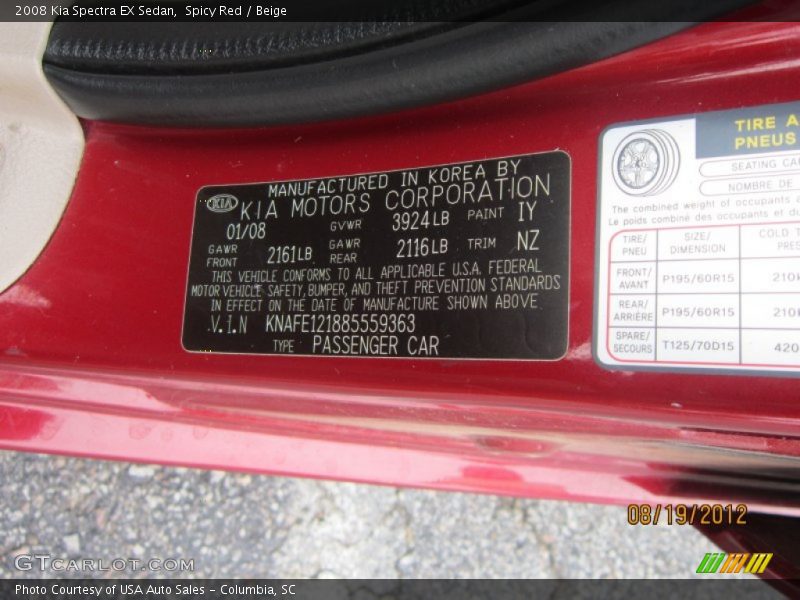 2008 Kia Spectra EX Sedan, Spicy Red / Beige
KIA
MANUFACTURED IN KOREA BY
KIA MOTORS CORPORATION
01/08 GVWR 3924LB PAINT IY
GAWR FRONT 2161LB GAWR REAR 2116LB TRIM NZ
THIS VEHICLE CONFORMS TO ALL APPLICABLE U.S.A. FEDERAL
MOTOR VEHICLE SAFETY, BUMPER, AND THEFT PREVENTION STANDARDS
IN EFFECT ON THE DATE OF MANUFACTURE SHOWN ABOVE
V.I.N KNAFE121885559363
TYPE PASSENGER CAR
TIRE A
PNEUS
SEATING
NOMBRE DE
The combined weight of occupants
Le poids combiné des occupants et
TIRE/ SIZE/ COLD
PNEU DIMENSION
FRONT/
AVANT P195/60R15 210
REAR/
ARRIÈRE P195/60R15 210
SPARE/
SECOURS T125/70D15 420
08/19/2012
GTCARLOT.COM
Photo Courtesy of USA Auto Sales - Columbia, SC